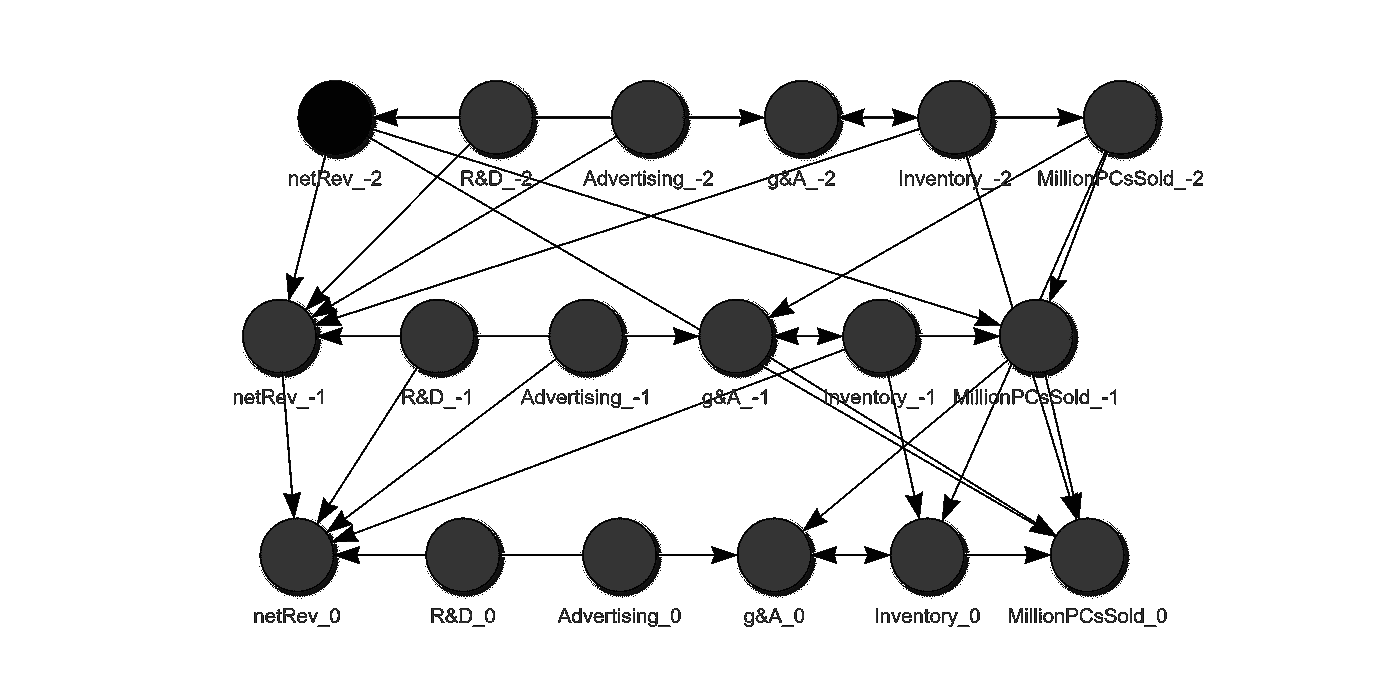 netRev_-2 R&D_-2 Advertising_-2 g&A_-2 Inventory_-2 MillionPCsSold_-2
netRev_-1 R&D_-1 Advertising_-1 g&A_-1 Inventory_-1 MillionPCsSold_-1
netRev_0 R&D_0 Advertising_0 g&A_0 Inventory_0 MillionPCsSold_0